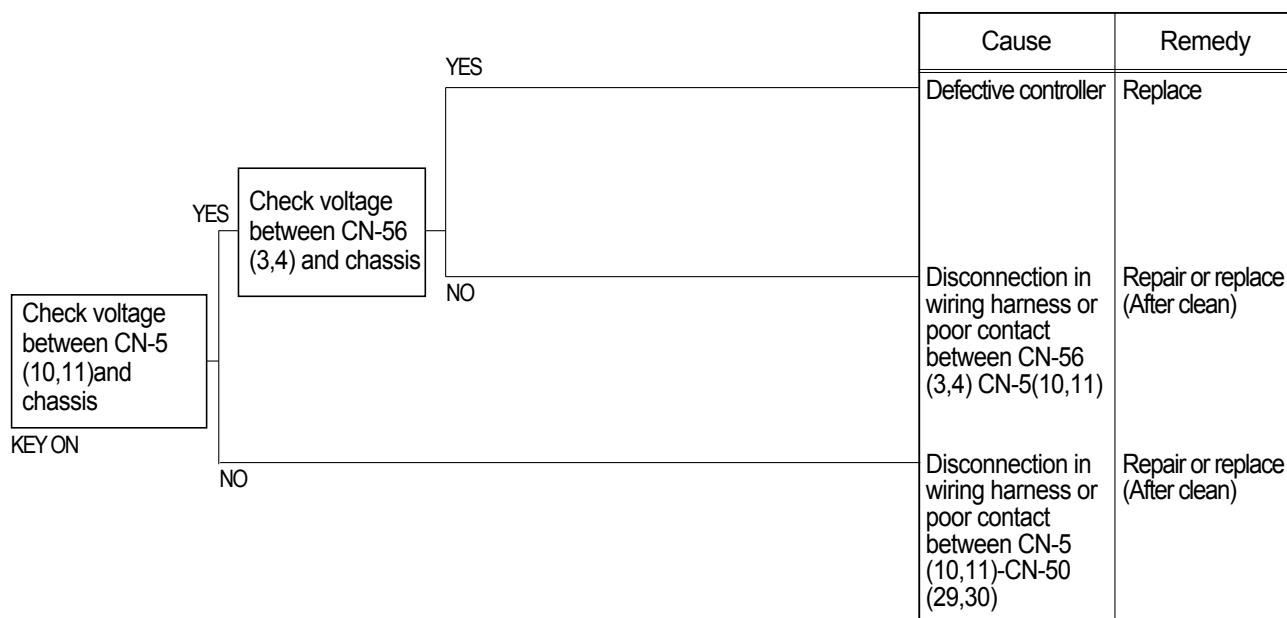 Cause
Remedy
YES
Defective controller
Replace
YES
Check voltage
between CN-56
(3,4) and chassis
NO
Disconnection in
wiring harness or
poor contact
between CN-56
(3,4) CN-5(10,11)
Repair or replace
(After clean)
Check voltage
between CN-5
(10,11)and
chassis
KEY ON
NO
Disconnection in
wiring harness or
poor contact
between CN-5
(10,11)-CN-50
(29,30)
Repair or replace
(After clean)